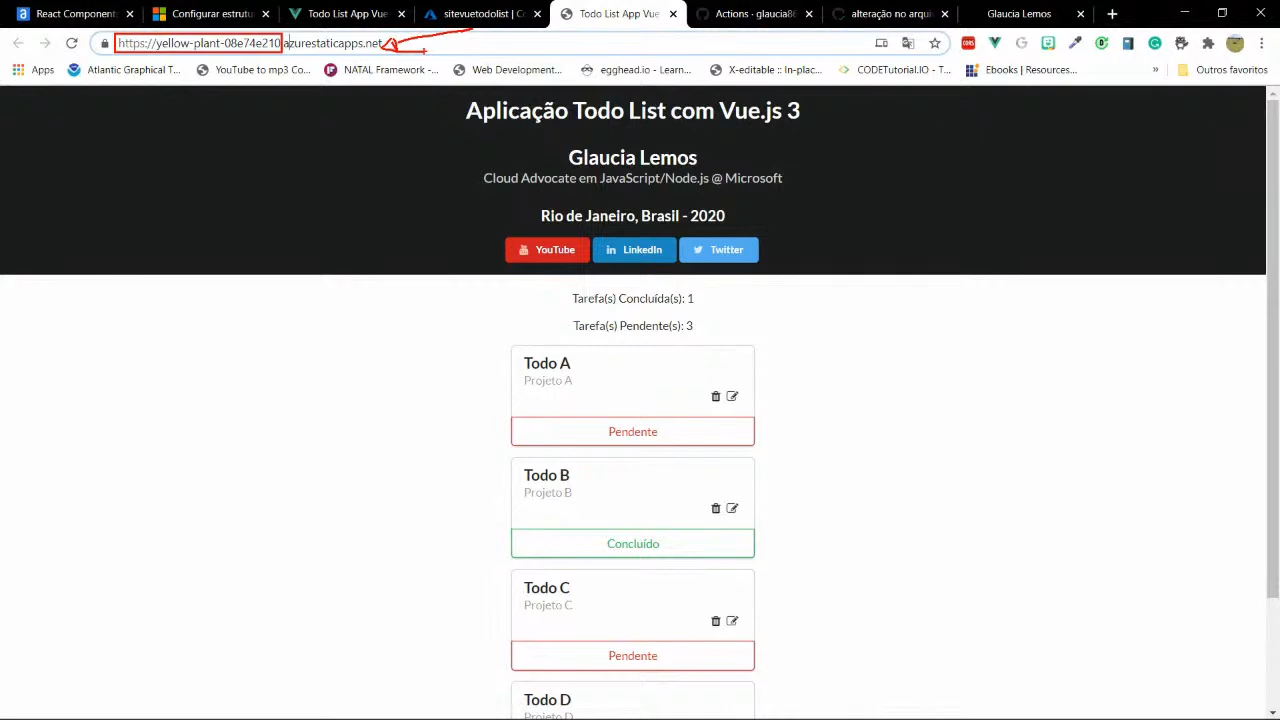 React Component
Configurar estrutu
Todo List App Vue
sitevuetodolist | C
Todo List App Vue
Actions · glaucia86
alteração no arquiv
Glaucia Lemos
https://yellow-plant-08e74e210.azurestaticapps.net
Apps
Atlantic Graphical T...
YouTube to mp3 Co...
NATAL Framework -...
Web Development...
egghead.io - Learn...
X-editable :: In-plac...
CODETutorial.IO - T...
Ebooks | Resources...
»
Outros favoritos
Aplicação Todo List com Vue.js 3
Glaucia Lemos
Cloud Advocate em JavaScript/Node.js @ Microsoft
Rio de Janeiro, Brasil - 2020
YouTube
LinkedIn
Twitter
Tarefa(s) Concluída(s): 1
Tarefa(s) Pendente(s): 3
Todo A
Projeto A
Pendente
Todo B
Projeto B
Concluído
Todo C
Projeto C
Pendente
Todo D
Projeto D